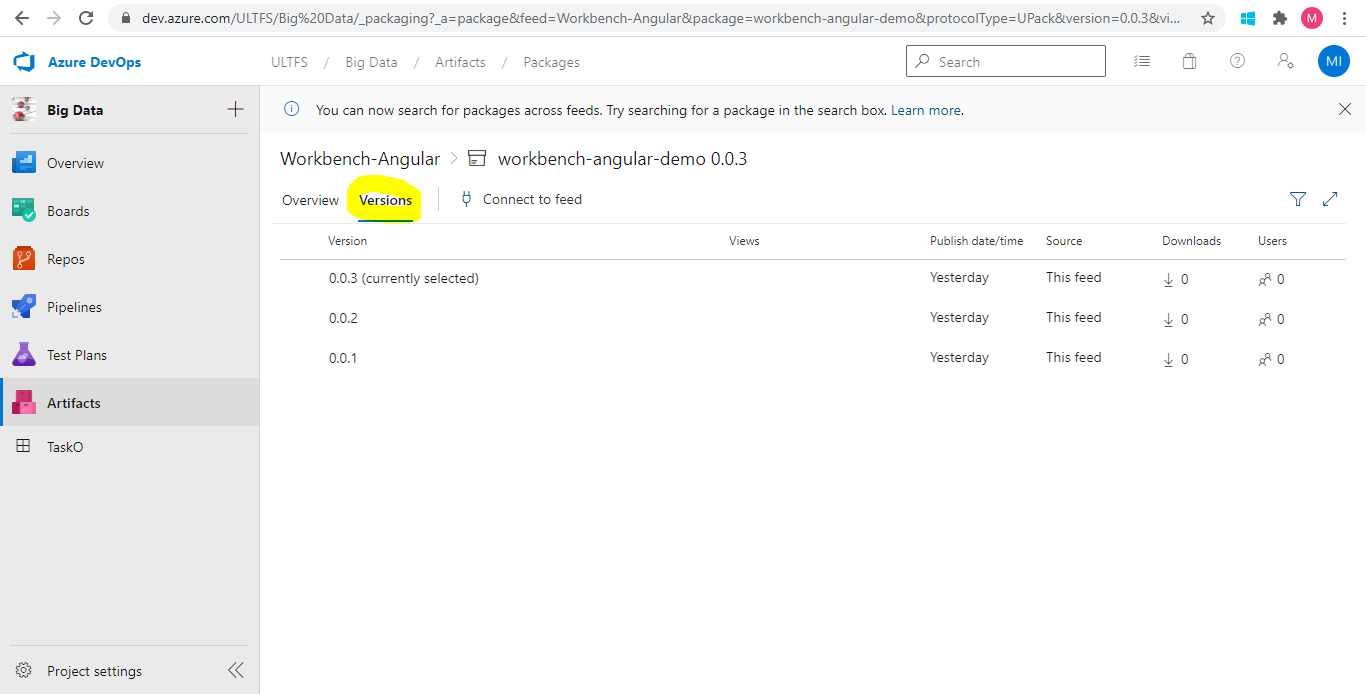 dev.azure.com/ULTFS/Big%20Data/_packaging?_a=package&feed=Workbench-Angular&package=workbench-angular-demo&protocolType=UPack&version=0.0.3&vi...
M
Azure DevOps
ULTFS / Big Data / Artifacts / Packages
Search
MI
Big Data
Overview
Boards
Repos
Pipelines
Test Plans
Artifacts
TaskO
Project settings
You can now search for packages across feeds. Try searching for a package in the search box. Learn more.
Workbench-Angular > workbench-angular-demo 0.0.3
Overview Versions Connect to feed
Version Views Publish date/time Source Downloads Users
0.0.3 (currently selected) Yesterday This feed 0 0
0.0.2 Yesterday This feed 0 0
0.0.1 Yesterday This feed 0 0